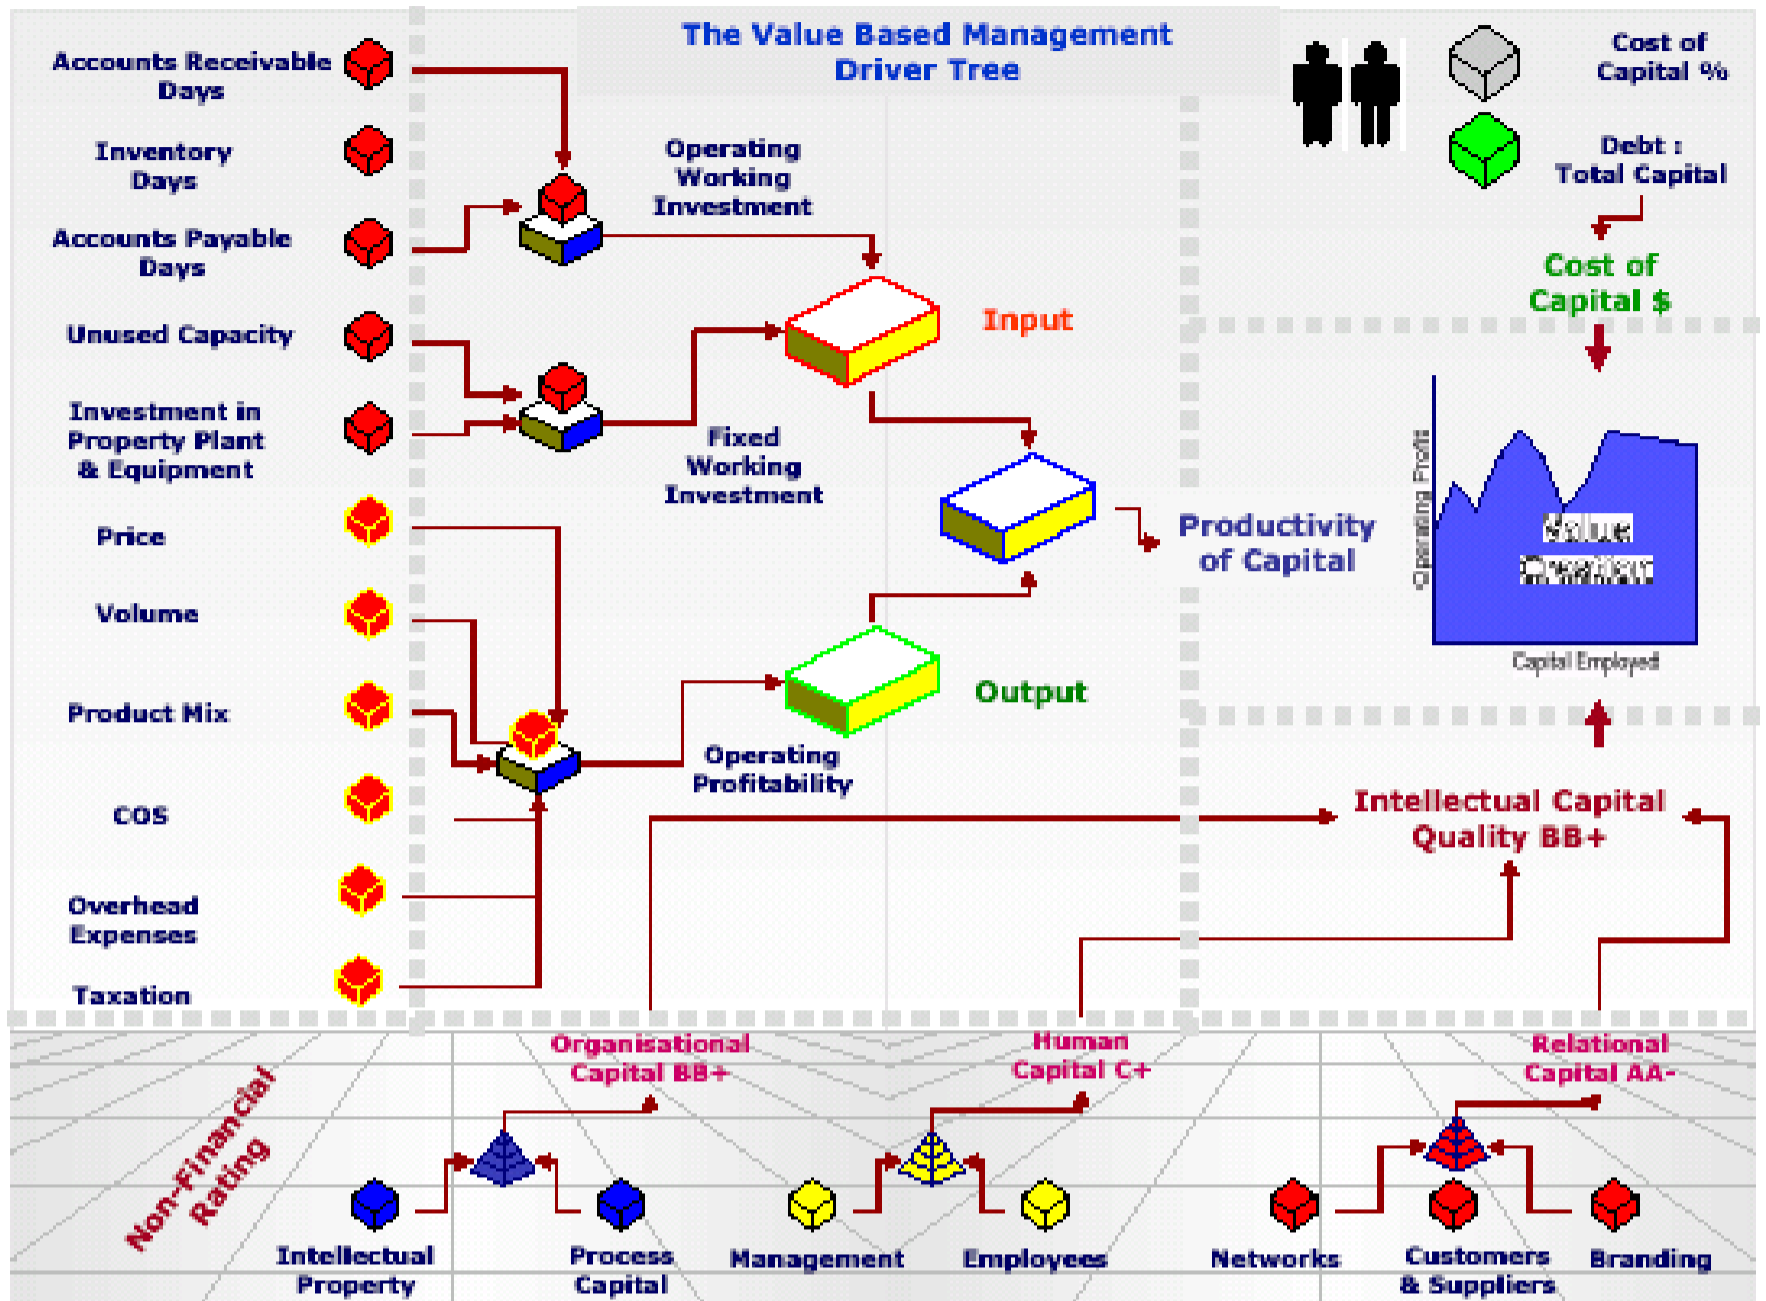 The Value Based Management
Driver Tree
Accounts Receivable
Days
Inventory
Days
Accounts Payable
Days
Unused Capacity
Investment in
Property Plant
& Equipment
Price
Volume
Product Mix
COS
Overhead
Expenses
Taxation
Operating
Working
Investment
Fixed
Working
Investment
Operating
Profitability
Input
Output
Productivity
of Capital
Cost of
Capital %
Debt :
Total Capital
Cost of
Capital $
Operating Profit
Value
Creation
Capital Employed
Intellectual Capital
Quality BB+
Non-Financial
Rating
Organisational
Capital BB+
Human
Capital C+
Relational
Capital AA-
Intellectual
Property
Process
Capital
Management
Employees
Networks
Customers
& Suppliers
Branding